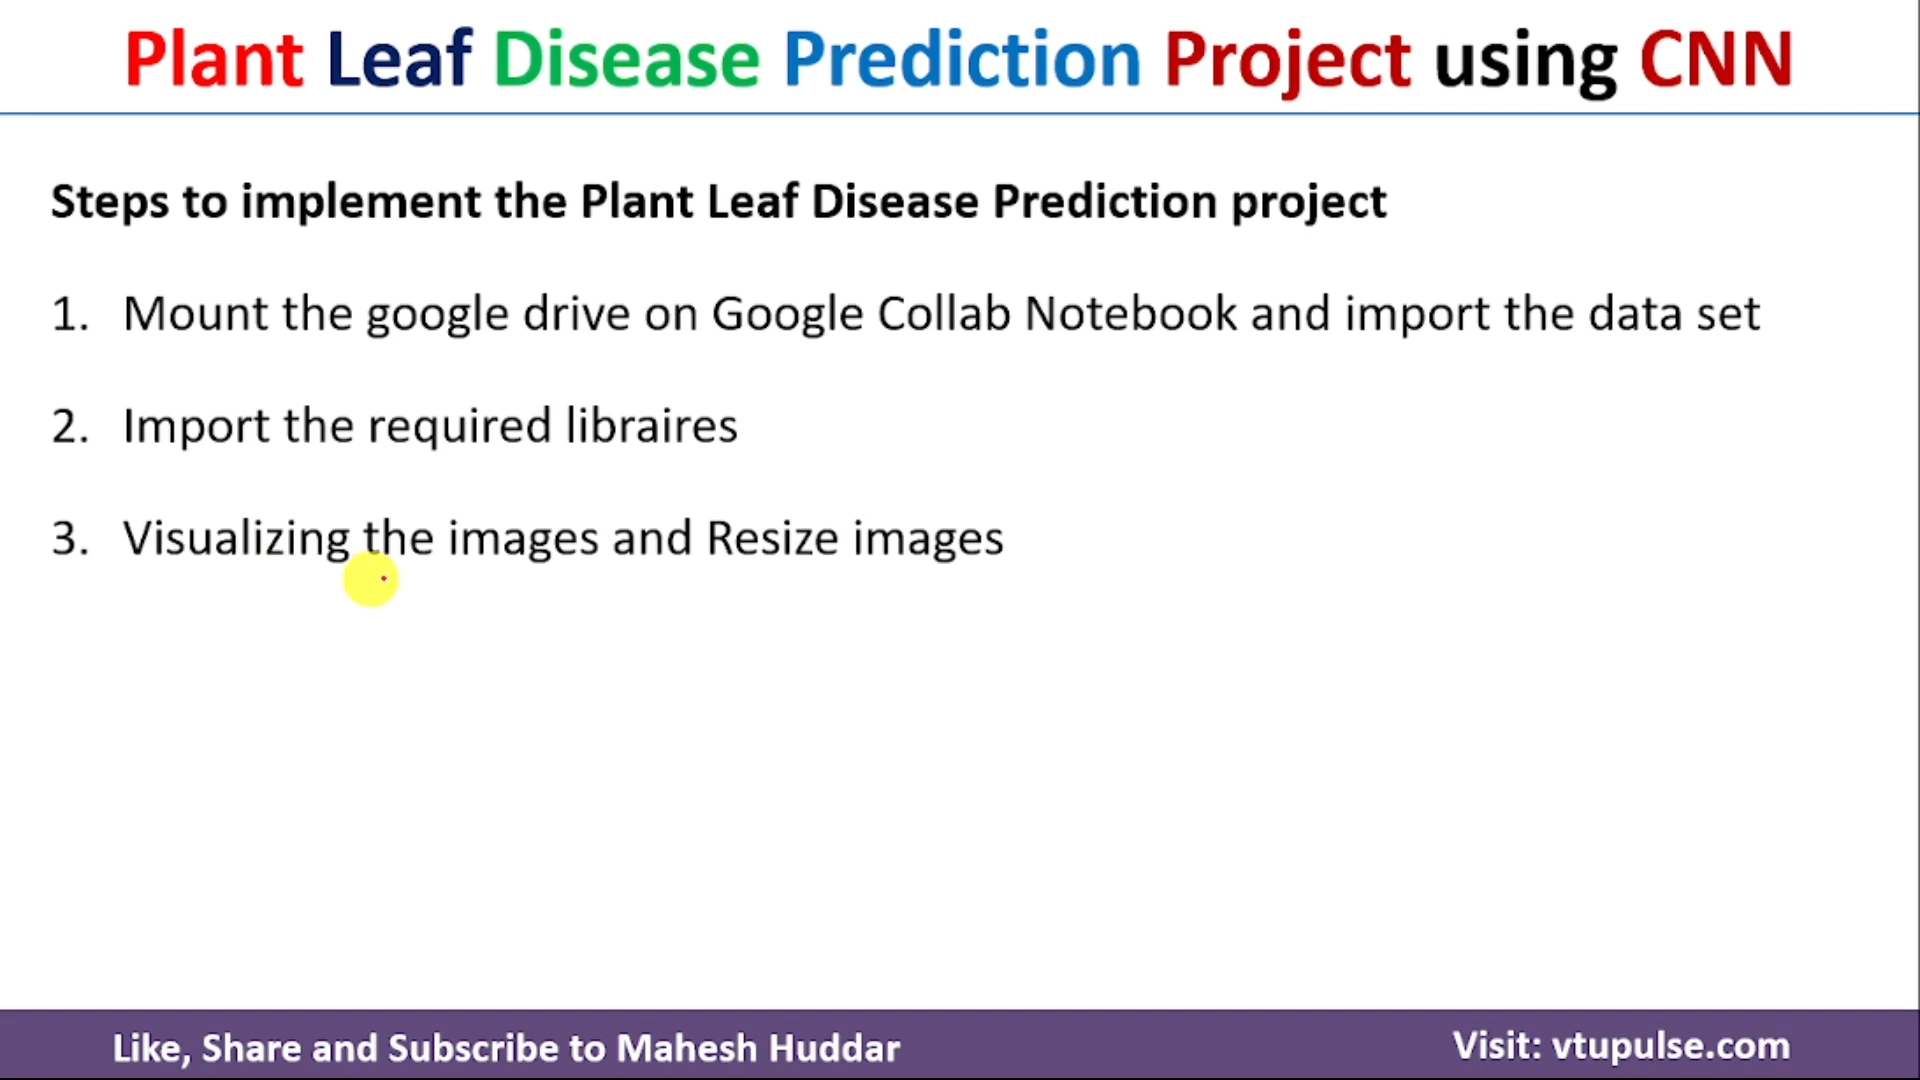 Plant Leaf Disease Prediction Project using CNN
Steps to implement the Plant Leaf Disease Prediction project
1. Mount the google drive on Google Collab Notebook and import the data set
2. Import the required libraires
3. Visualizing the images and Resize images
Like, Share and Subscribe to Mahesh Huddar
Visit: vtupulse.com